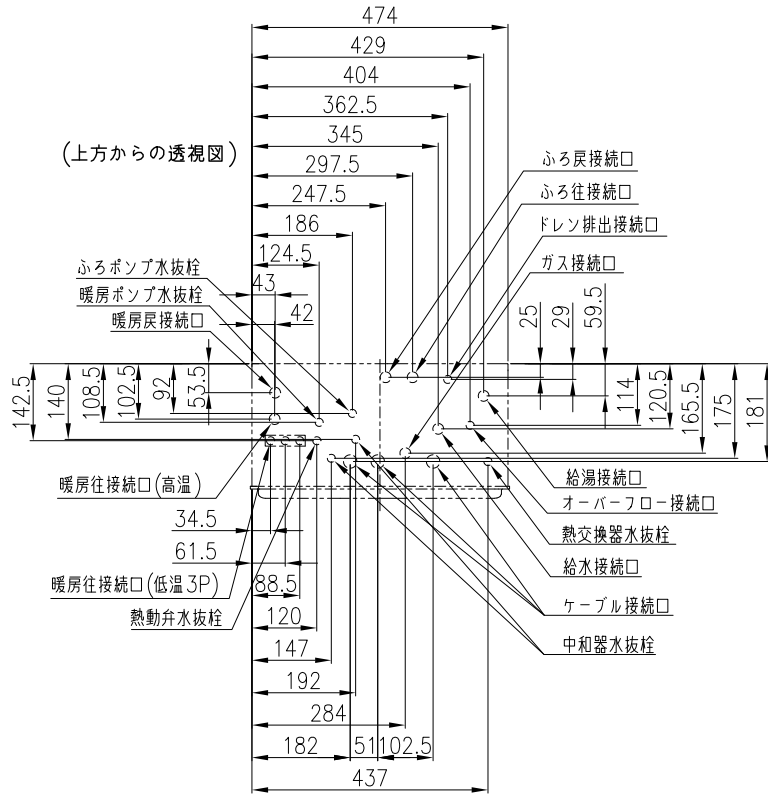 474
429
404
362.5
345
(上方からの透視図)
297.5
247.5
186
124.5
ふろ戻接続口
ふろ往接続口
ドレン排出接続口
ガス接続口
ふろポンプ水抜栓
43
暖房ポンプ水抜栓
42
暖房戻接続口
25
29
59.5
142.5
140
108.5
102.5
92
53.5
114
120.5
165.5
175
181
暖房往接続口(高温)
34.5
61.5
暖房往接続口(低温3P)
88.5
熱動弁水抜栓
120
147
192
284
182
51
102.5
437
給湯接続口
オーバーフロー接続口
熱交換器水抜栓
給水接続口
ケーブル接続口
中和器水抜栓